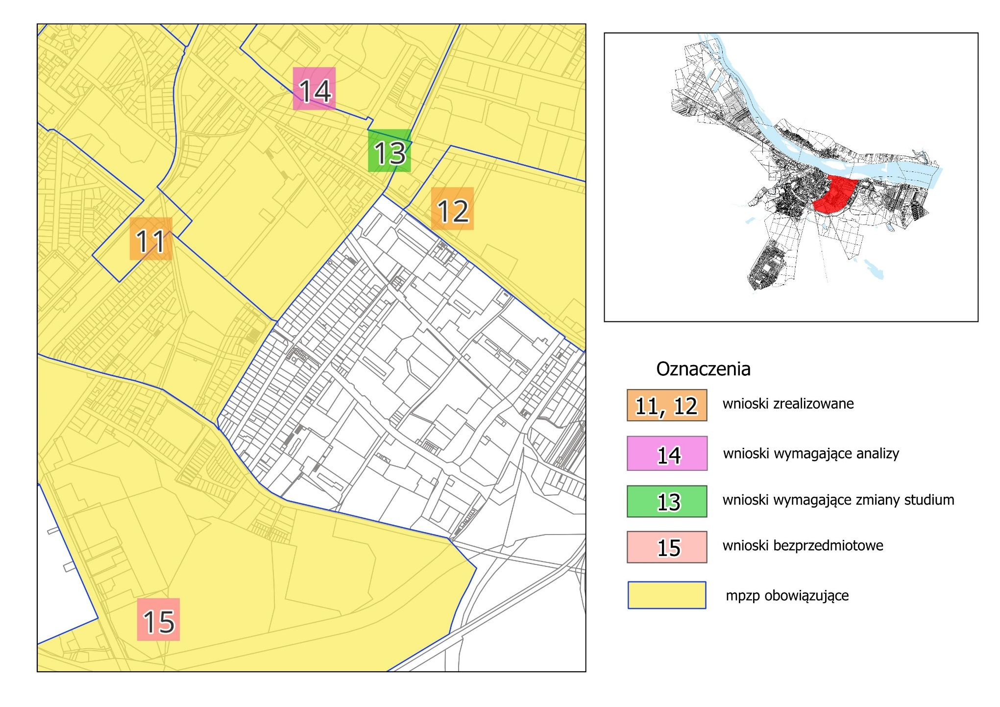 14
13
12
11
15
Oznaczenia
11, 12 wnioski zrealizowane
14 wnioski wymagające analizy
13 wnioski wymagające zmiany studium
15 wnioski bezprzedmiotowe
mpzp obowiązujące